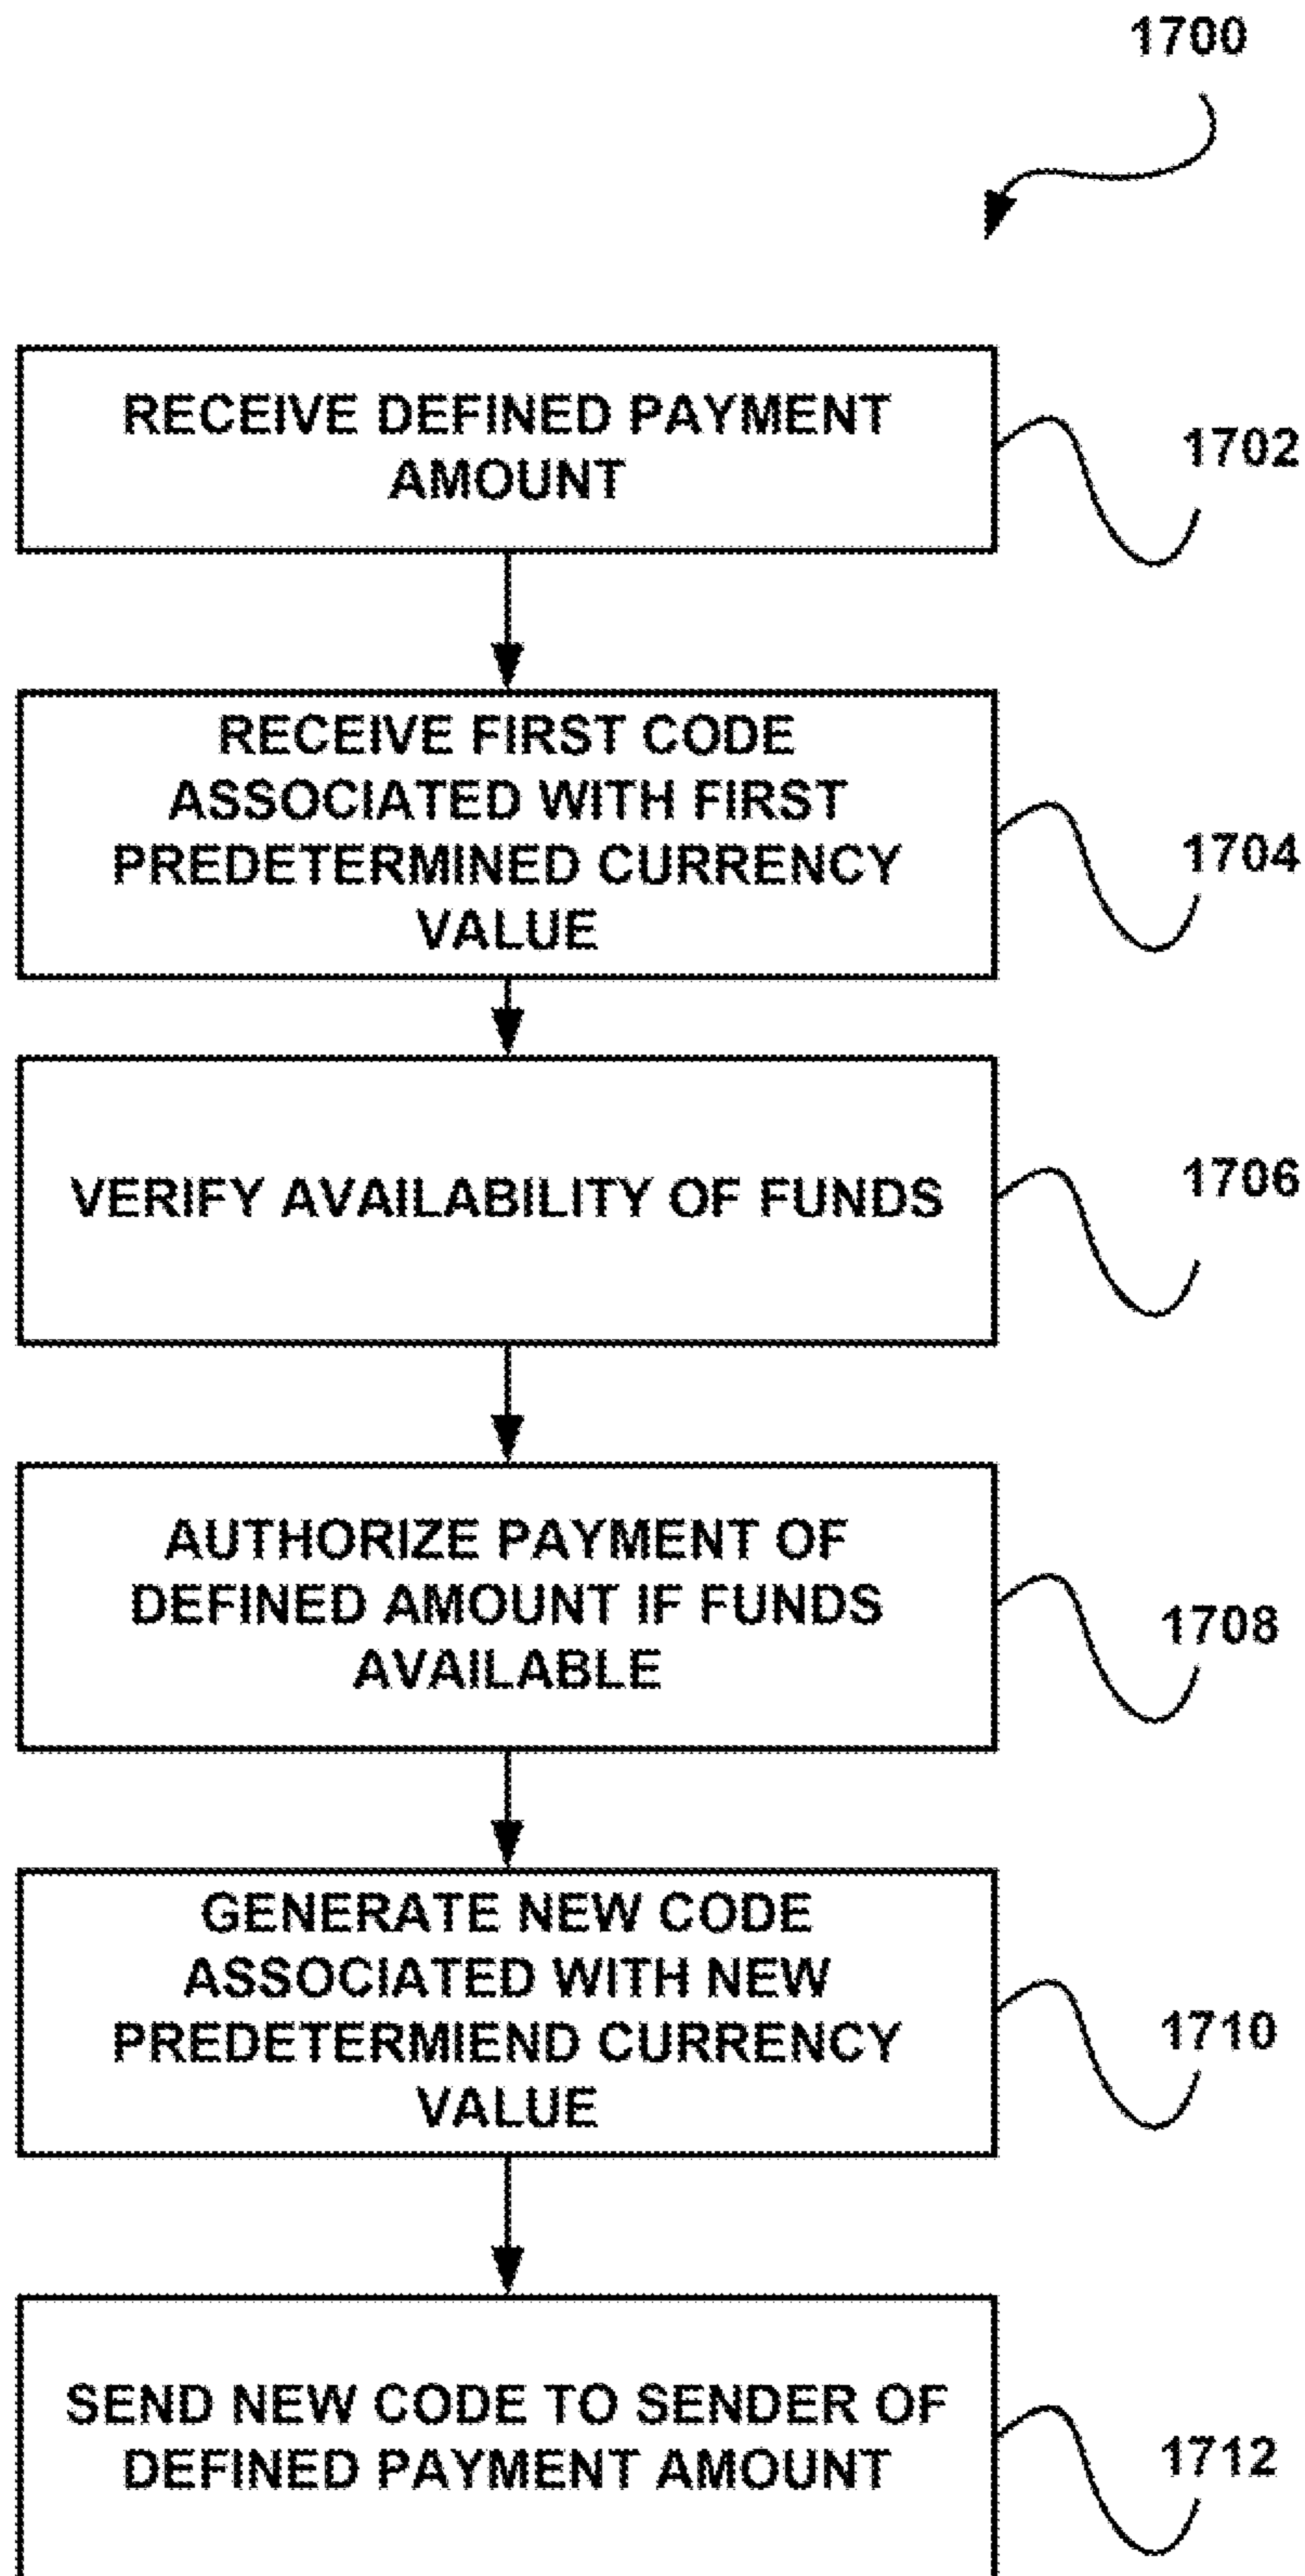 1700
RECEIVE DEFINED PAYMENT
AMOUNT
1702
RECEIVE FIRST CODE
ASSOCIATED WITH FIRST
PREDETERMINED CURRENCY
VALUE
1704
VERIFY AVAILABILITY OF FUNDS
1706
AUTHORIZE PAYMENT OF
DEFINED AMOUNT IF FUNDS
AVAILABLE
1708
GENERATE NEW CODE
ASSOCIATED WITH NEW
PREDETERMIEND CURRENCY
VALUE
1710
SEND NEW CODE TO SENDER OF
DEFINED PAYMENT AMOUNT
1712